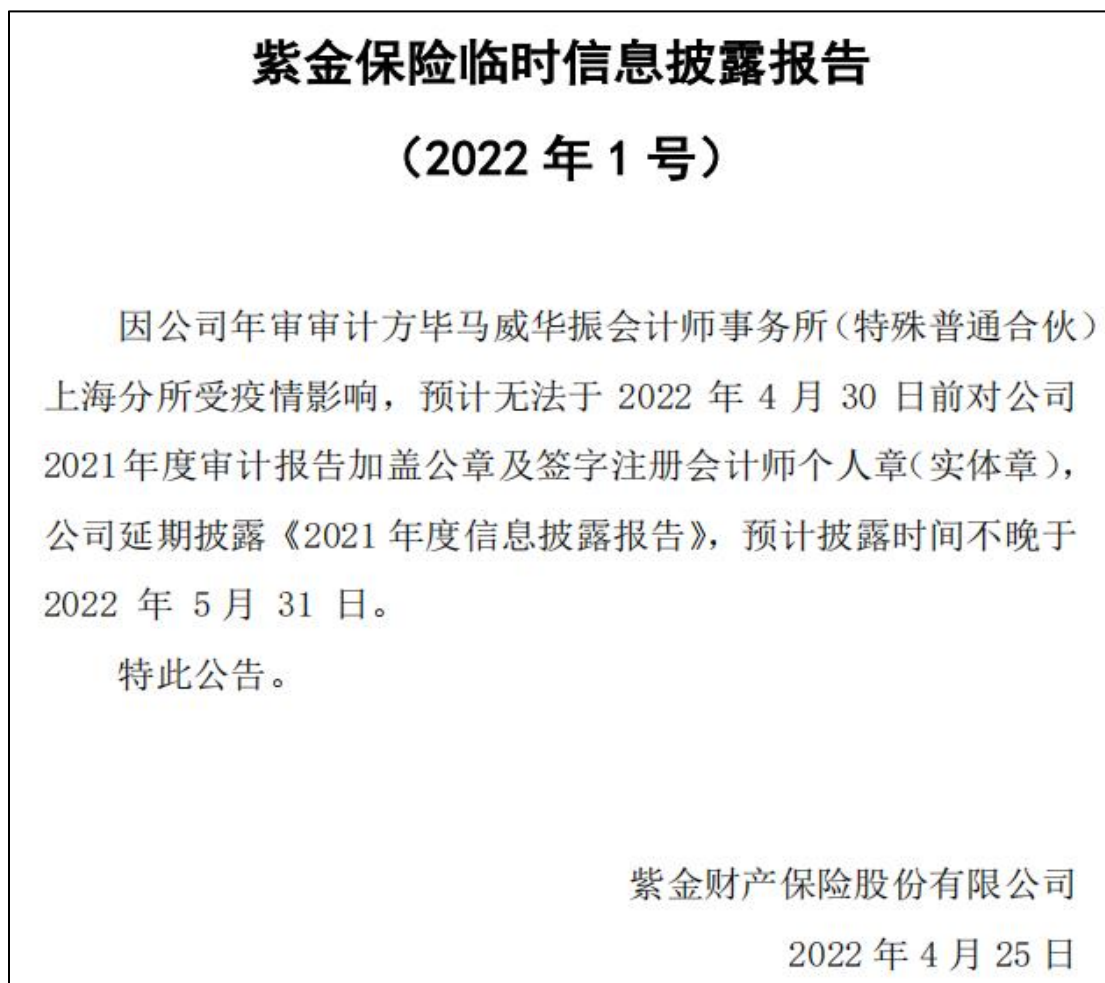 紫金保险临时信息披露报告
（2022 年 1 号）
因公司年审审计方毕马威华振会计师事务所（特殊普通合伙）
上海分所受疫情影响，预计无法于 2022 年 4 月 30 日前对公司
2021 年度审计报告加盖公章及签字注册会计师个人章（实体章），
公司延期披露《2021 年度信息披露报告》，预计披露时间不晚于
2022 年 5 月 31 日。
特此公告。
紫金财产保险股份有限公司
2022 年 4 月 25 日